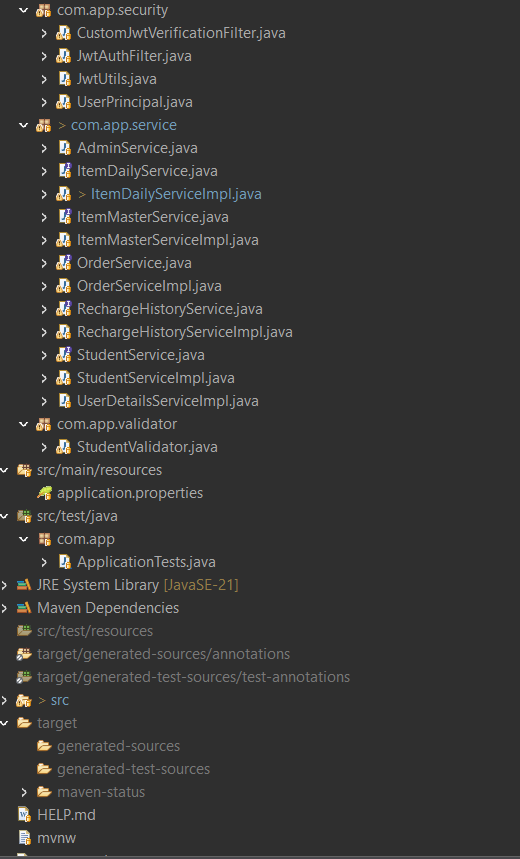 com.app.security
CustomJwtVerificationFilter.java
JwtAuthFilter.java
JwtUtils.java
UserPrincipal.java
> com.app.service
AdminService.java
ItemDailyService.java
> ItemDailyServiceImpl.java
ItemMasterService.java
ItemMasterServiceImpl.java
OrderService.java
OrderServiceImpl.java
RechargeHistoryService.java
RechargeHistoryServiceImpl.java
StudentService.java
StudentServiceImpl.java
UserDetailsServiceImpl.java
com.app.validator
StudentValidator.java
src/main/resources
application.properties
src/test/java
com.app
ApplicationTests.java
JRE System Library [JavaSE-21]
Maven Dependencies
src/test/resources
target/generated-sources/annotations
target/generated-test-sources/test-annotations
> src
target
generated-sources
generated-test-sources
maven-status
HELP.md
mvnw